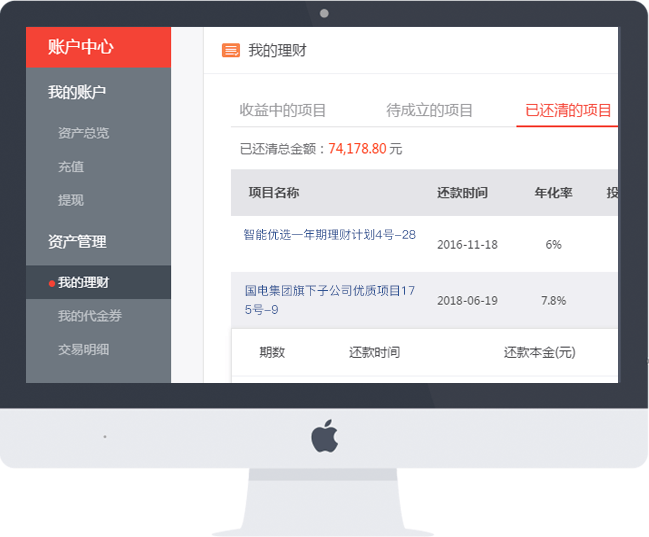 账户中心
我的账户
资产总览
充值
提现
资产管理
我的理财
我的代金券
交易明细
我的理财
收益中的项目 待成立的项目 已还清的项目
已还清总金额：74,178.80 元
项目名称 还款时间 年化率 投
智能优选一年期理财计划4号-28 2016-11-18 6%
国电集团旗下子公司优质项目17
5号-9 2018-06-19 7.8%
期数 还款时间 还款本金(元)